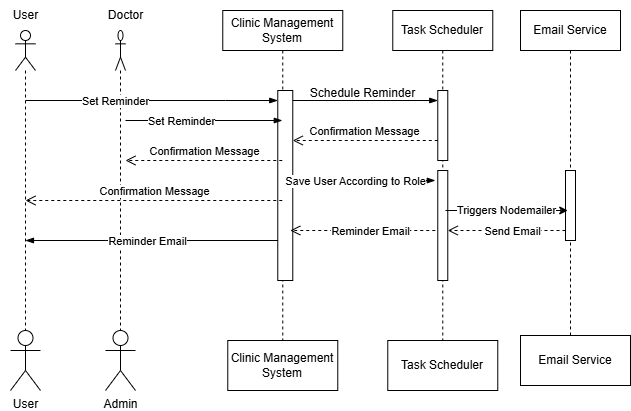 User
Doctor
Clinic Management
System
Task Scheduler
Email Service
Set Reminder
Schedule Reminder
Set Reminder
Confirmation Message
Confirmation Message
Save User According to Role
Confirmation Message
Triggers Nodemailer
Reminder Email
Send Email
Reminder Email
User
Admin
Clinic Management
System
Task Scheduler
Email Service